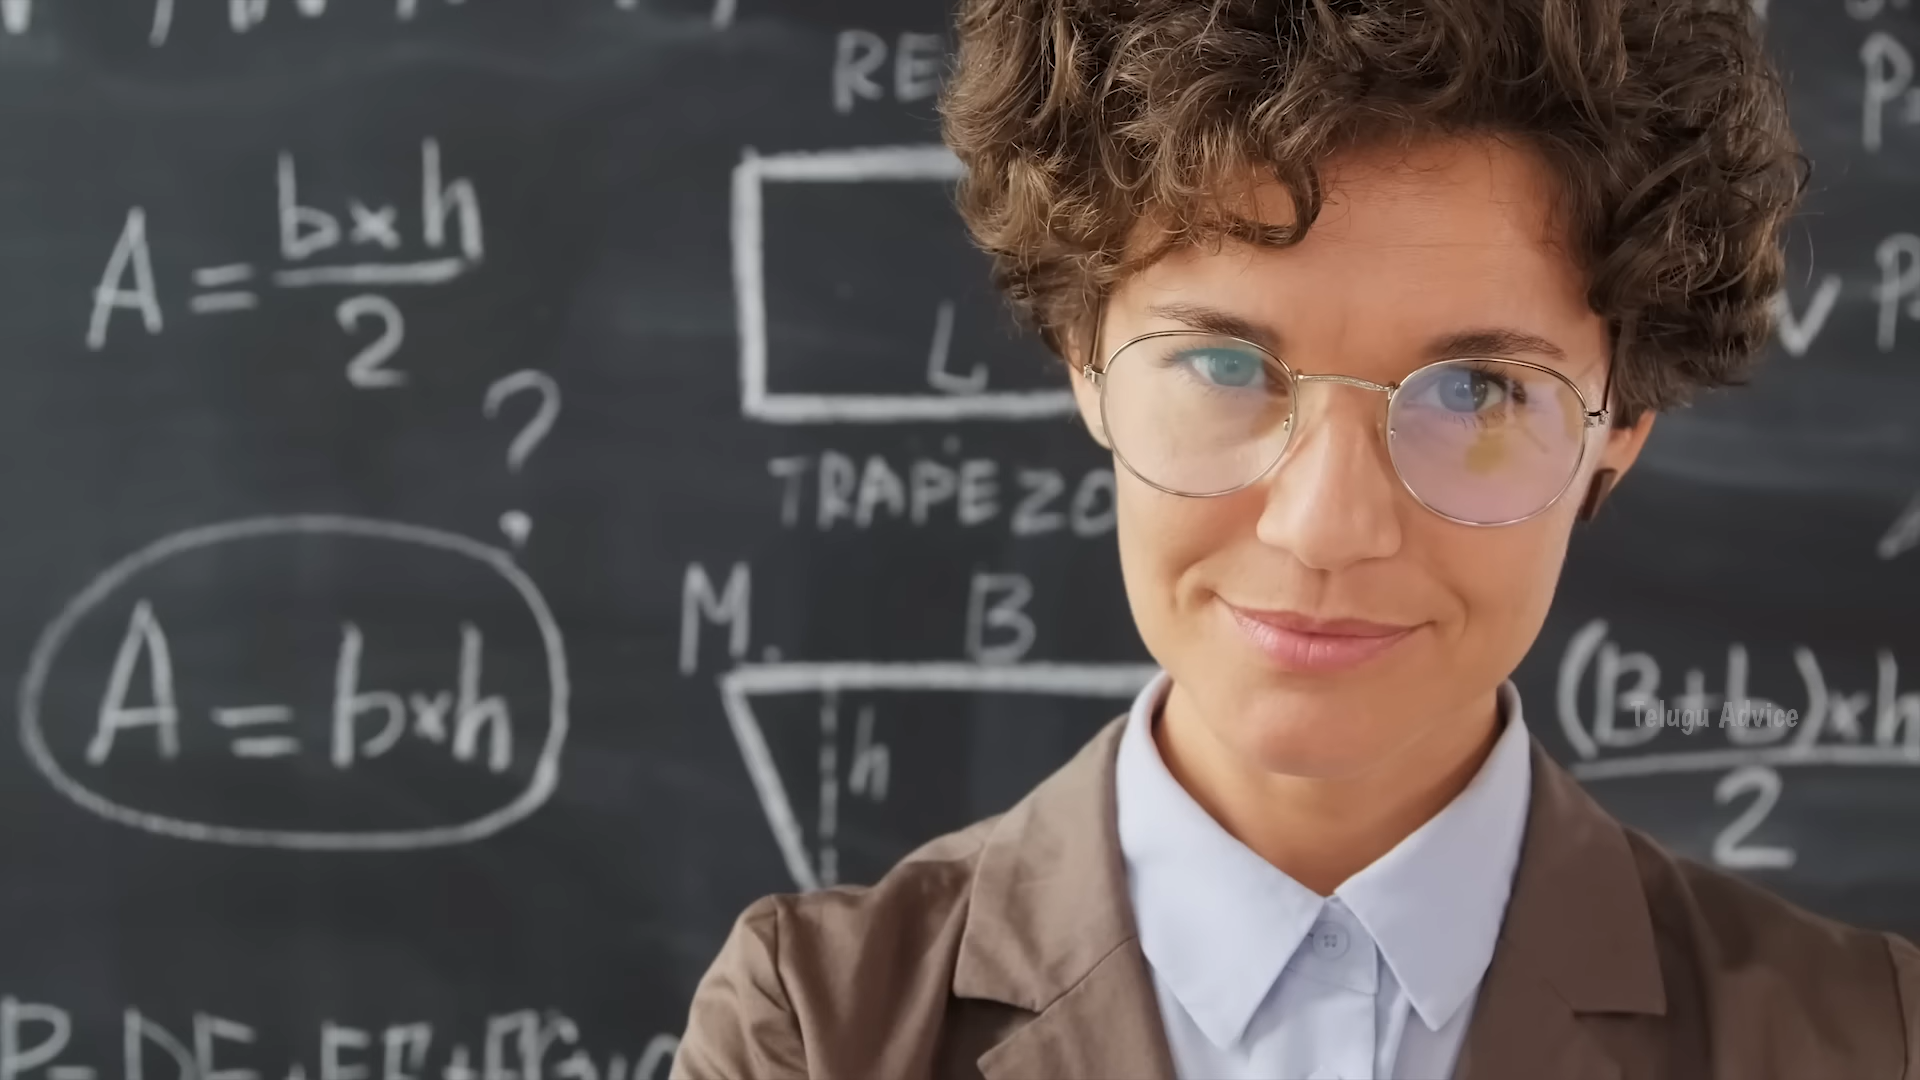 RE
P
A = b×h
2
L
P
?
TRAPEZO
A = b×h
M.
B
h
(B+b)×h
2
Telugu Advice